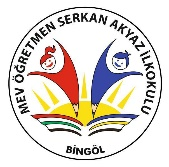 MEV ÖĞRETMEN SERKAN AKYAZ İLKOKULU
BİNGÖL